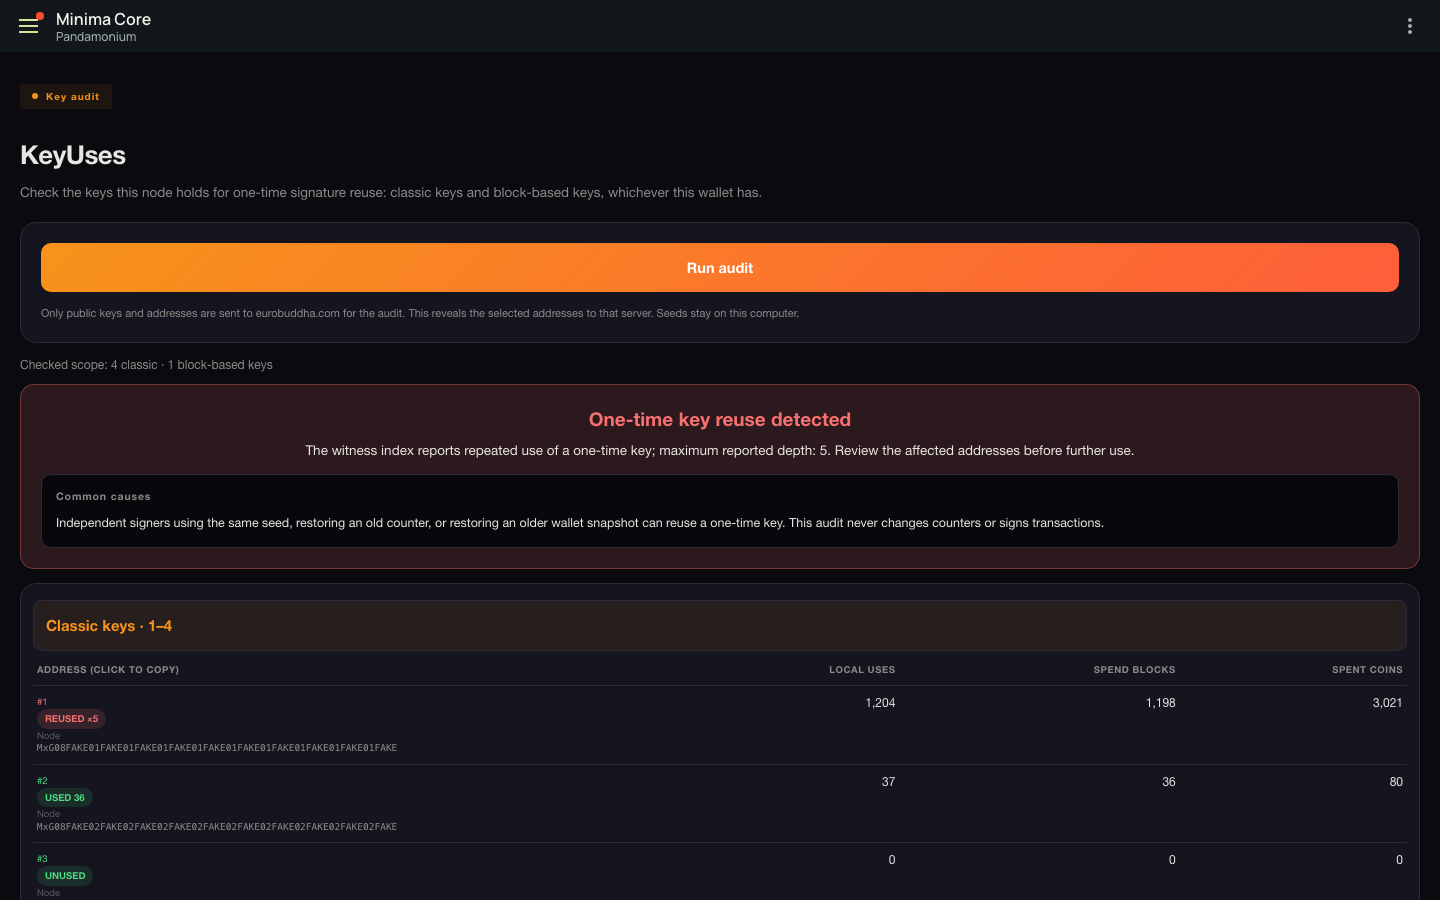 Minima Core
Pandamonium
Key audit
KeyUses
Check the keys this node holds for one-time signature reuse: classic keys and block-based keys, whichever this wallet has.
Run audit
Only public keys and addresses are sent to eurobuddha.com for the audit. This reveals the selected addresses to that server. Seeds stay on this computer.
Checked scope: 4 classic · 1 block-based keys
One-time key reuse detected
The witness index reports repeated use of a one-time key; maximum reported depth: 5. Review the affected addresses before further use.
Common causes
Independent signers using the same seed, restoring an old counter, or restoring an older wallet snapshot can reuse a one-time key. This audit never changes counters or signs transactions.
Classic keys · 1–4
ADDRESS (CLICK TO COPY) LOCAL USES SPEND BLOCKS SPENT COINS
#1 1,204 1,198 3,021
REUSED ×5
Node
MxG08FAKE01FAKE01FAKE01FAKE01FAKE01FAKE01FAKE01FAKE01FAKE
#2 37 36 80
USED 36
Node
MxG08FAKE02FAKE02FAKE02FAKE02FAKE02FAKE02FAKE02FAKE02FAKE
#3 0 0 0
UNUSED
Node